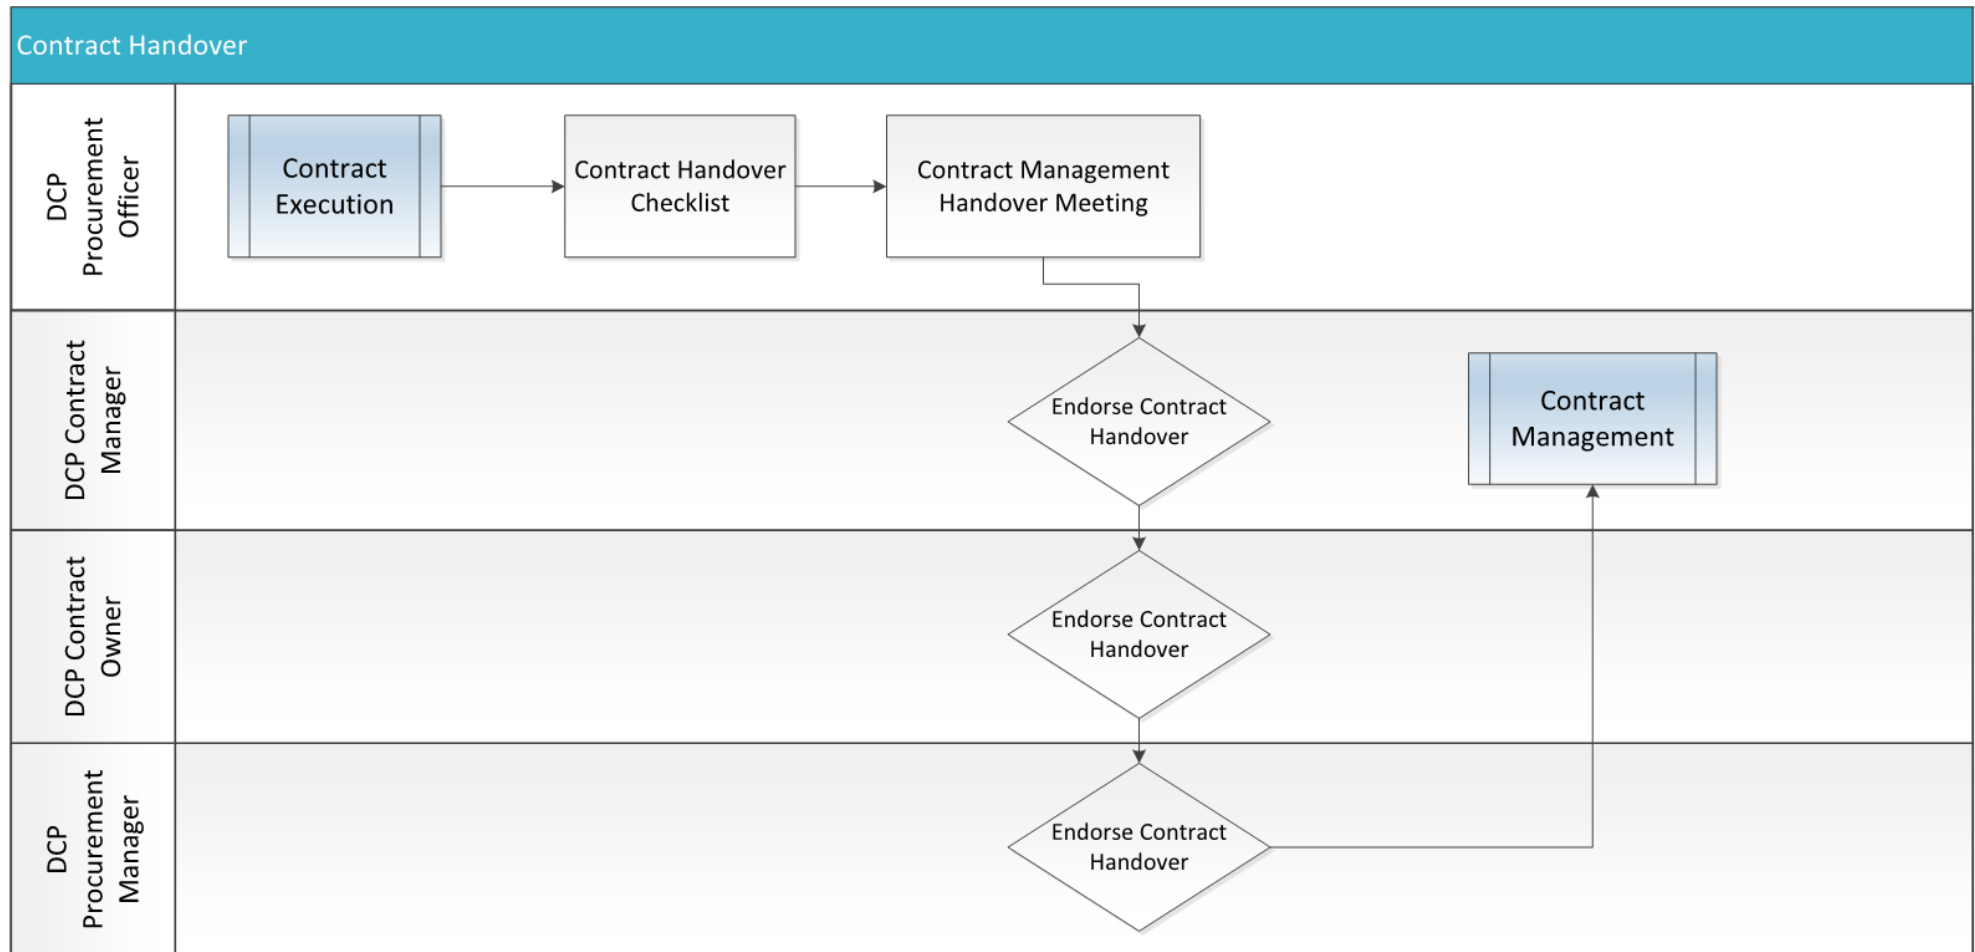 Contract Handover
DCP
Procurement
Officer
Contract
Execution
Contract Handover
Checklist
Contract Management
Handover Meeting
DCP Contract
Manager
Endorse Contract
Handover
Contract
Management
DCP Contract
Owner
Endorse Contract
Handover
DCP
Procurement
Manager
Endorse Contract
Handover